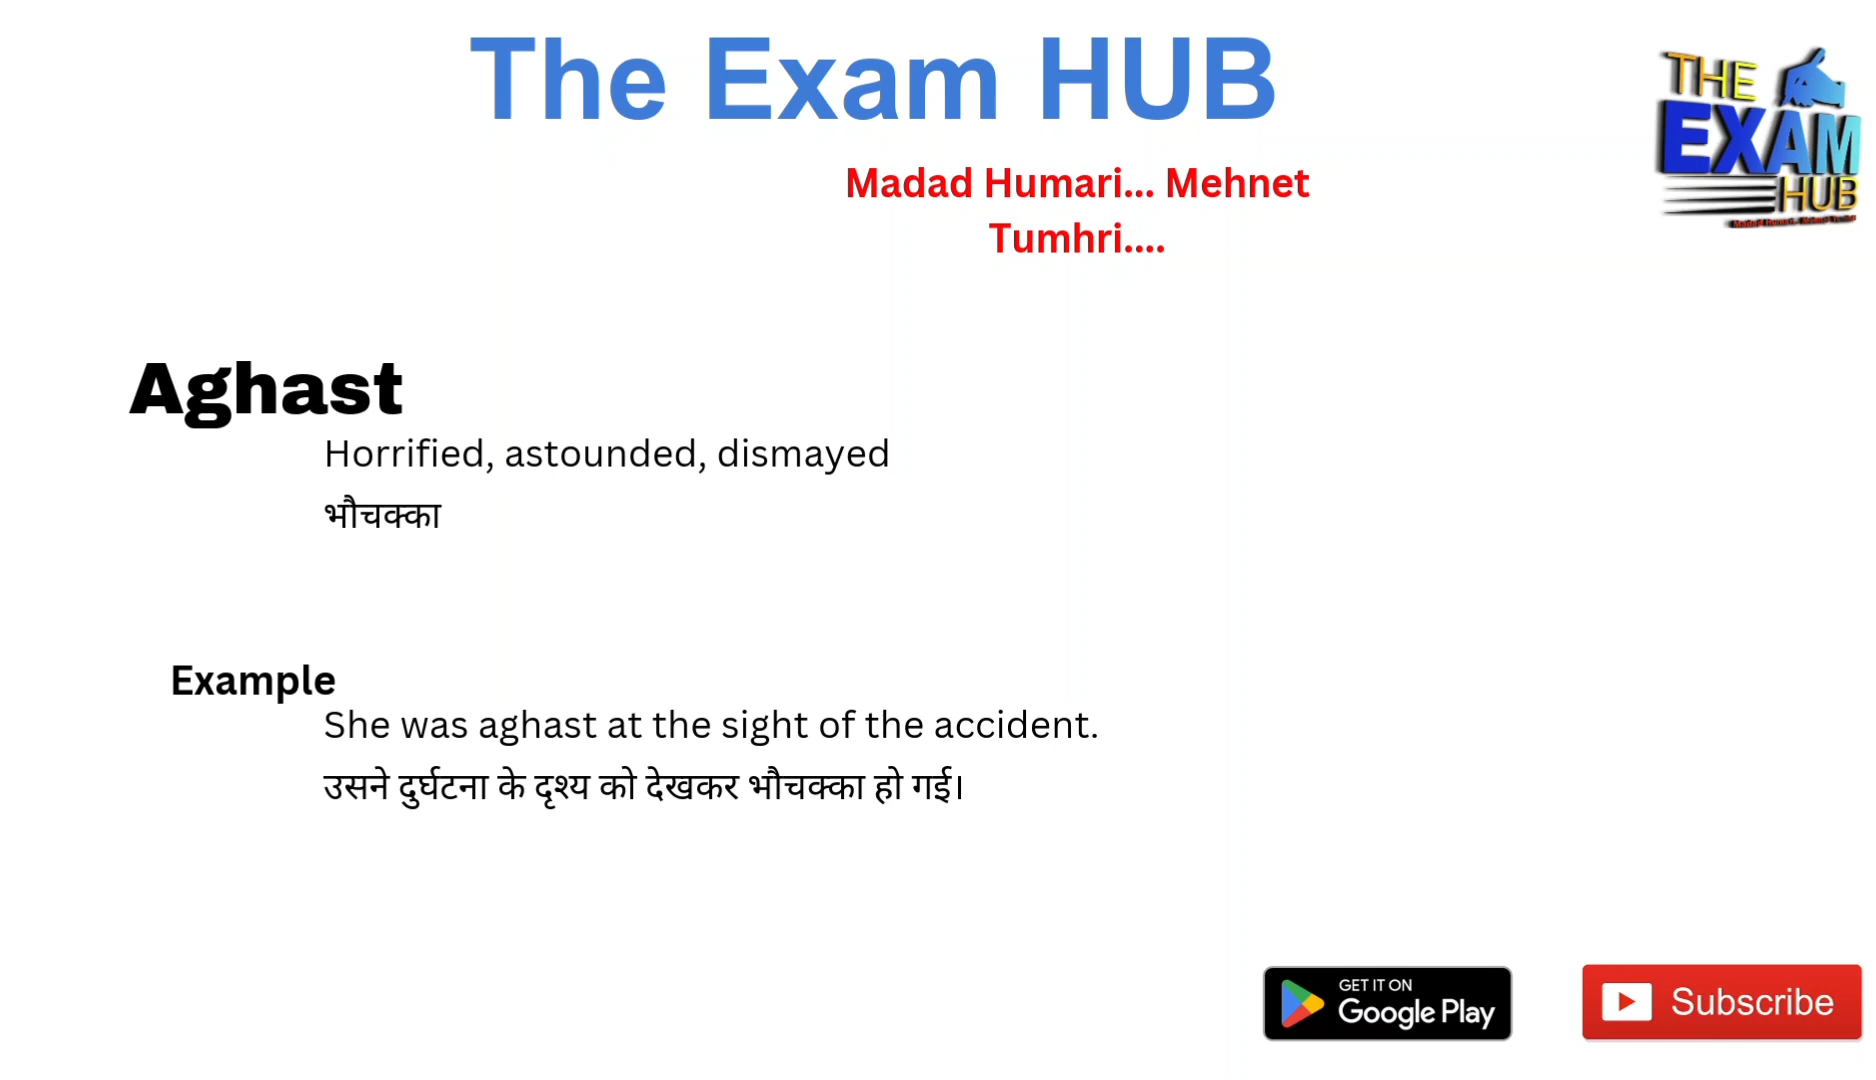 The Exam HUB
THE
EXAM
HUB
Madad Humari... Mehnet
Tumhri....
Aghast
Horrified, astounded, dismayed
भौचक्का
Example
She was aghast at the sight of the accident.
उसने दुर्घटना के दृश्य को देखकर भौचक्का हो गई।
GET IT ON
Google Play
Subscribe